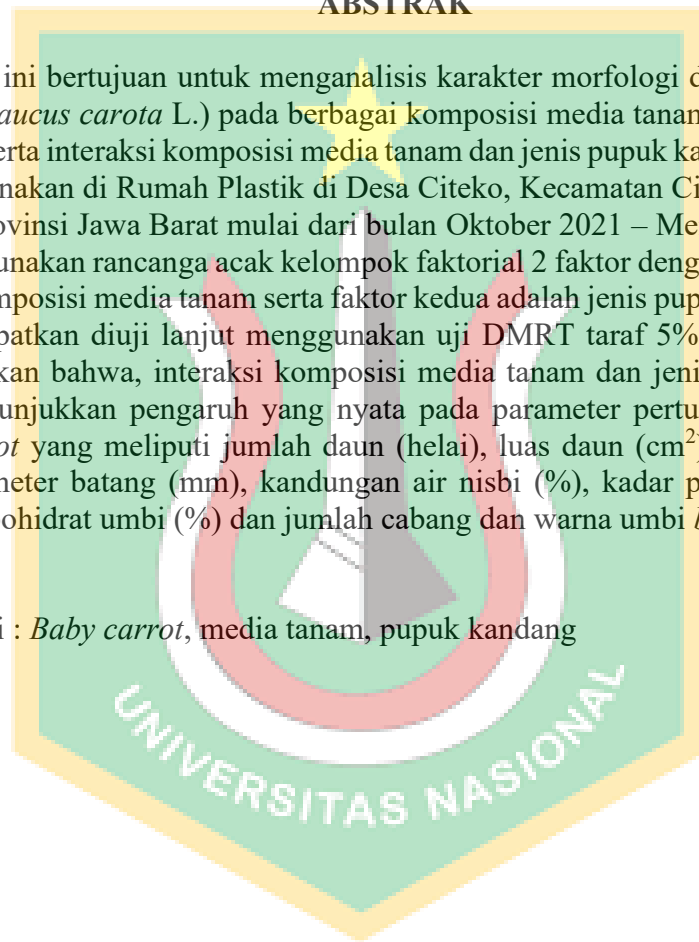 ABSTRAK
ini bertujuan untuk menganalisis karakter morfologi d
aucus carota L.) pada berbagai komposisi media tanam
erta interaksi komposisi media tanam dan jenis pupuk ka
nakan di Rumah Plastik di Desa Citeko, Kecamatan Ci
ovinsi Jawa Barat mulai dari bulan Oktober 2021 – Me
unakan rancanga acak kelompok faktorial 2 faktor deng
mposisi media tanam serta faktor kedua adalah jenis pup
patkan diuji lanjut menggunakan uji DMRT taraf 5%
kan bahwa, interaksi komposisi media tanam dan jeni
unjukkan pengaruh yang nyata pada parameter pertu
ot yang meliputi jumlah daun (helai), luas daun (cm²)
meter batang (mm), kandungan air nisbi (%), kadar p
bohidrat umbi (%) dan jumlah cabang dan warna umbi b
i : Baby carrot, media tanam, pupuk kandang
UNIVERSITAS NASIONAL